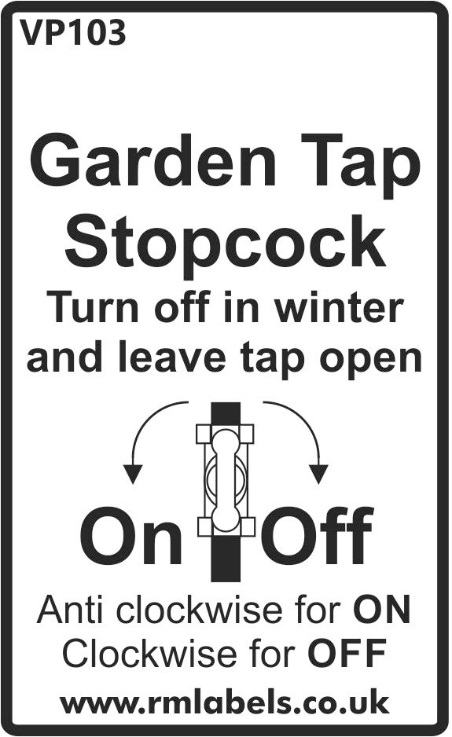 VP103
Garden Tap
Stopcock
Turn off in winter
and leave tap open
On Off
Anti clockwise for ON
Clockwise for OFF
www.rmlabels.co.uk